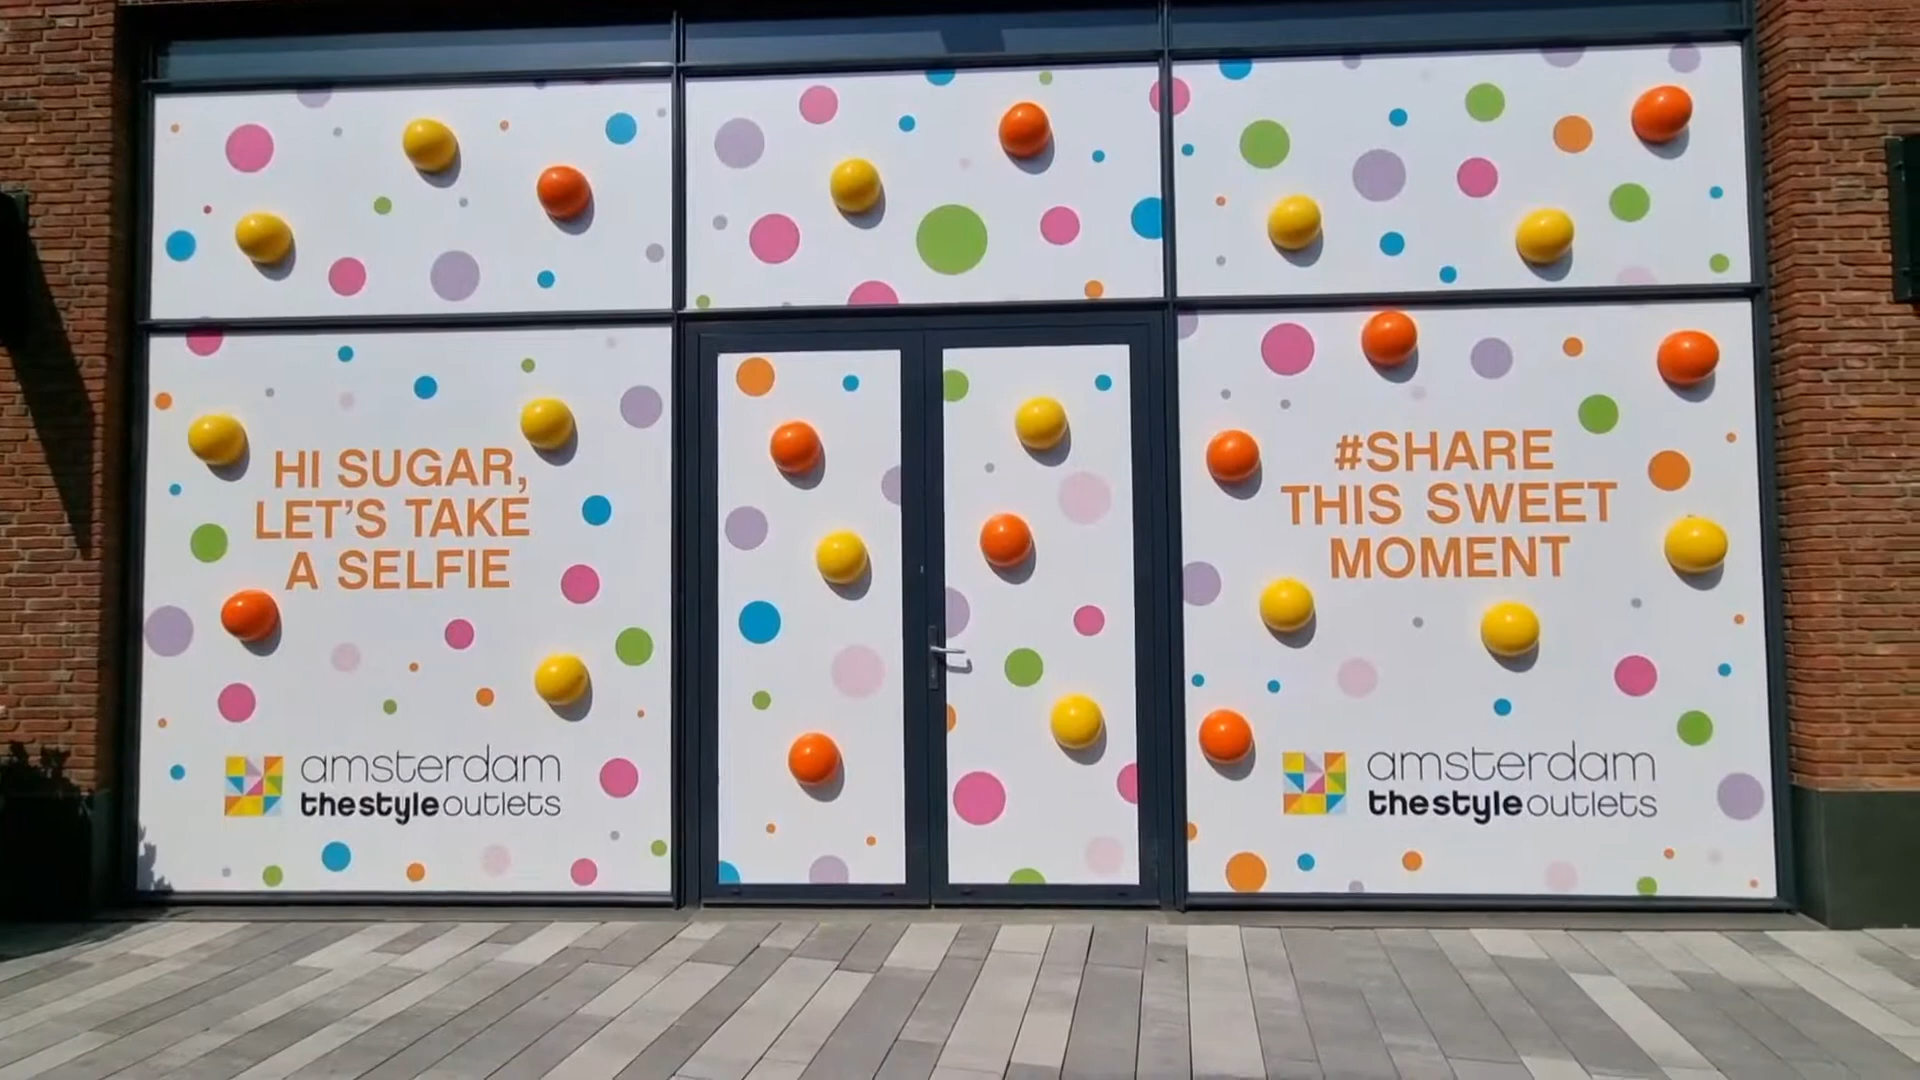 HI SUGAR,
LET'S TAKE
A SELFIE
amsterdam
thestyleoutlets
#SHARE
THIS SWEET
MOMENT
amsterdam
thestyleoutlets